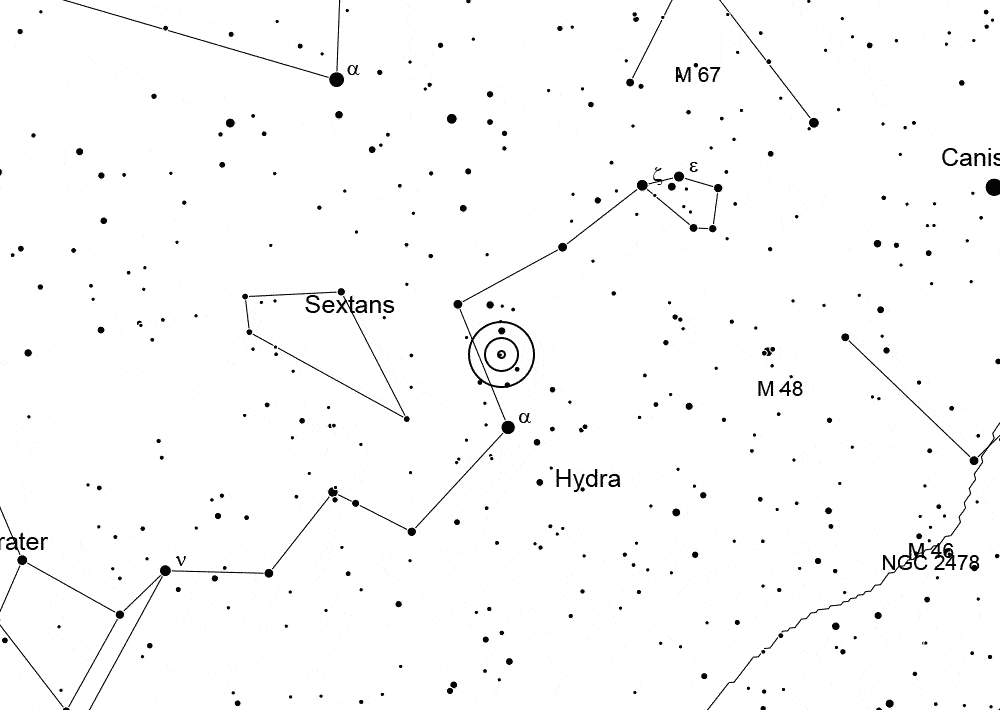 α
M 67
Canis
ζ
ε
Sextans
M 48
α
Hydra
rater
ν
M 46
NGC 2478